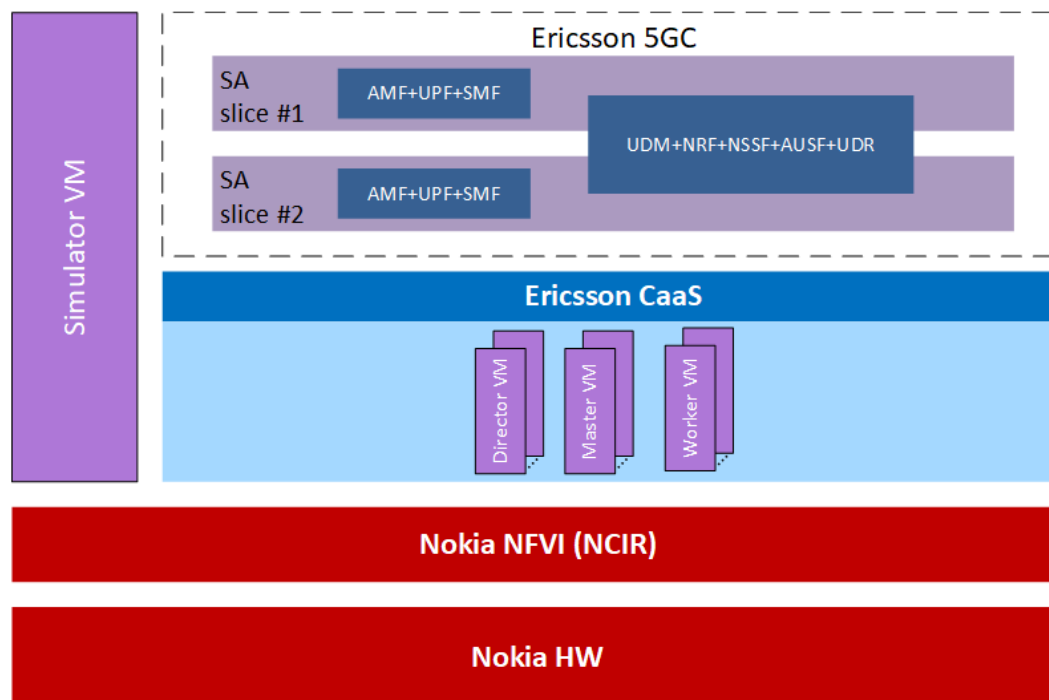 Simulator VM
Ericsson 5GC
SA
slice #1
AMF+UPF+SMF
UDM+NRF+NSSF+AUSF+UDR
SA
slice #2
AMF+UPF+SMF
Ericsson CaaS
Director VM
Master VM
Worker VM
Nokia NFVI (NCIR)
Nokia HW